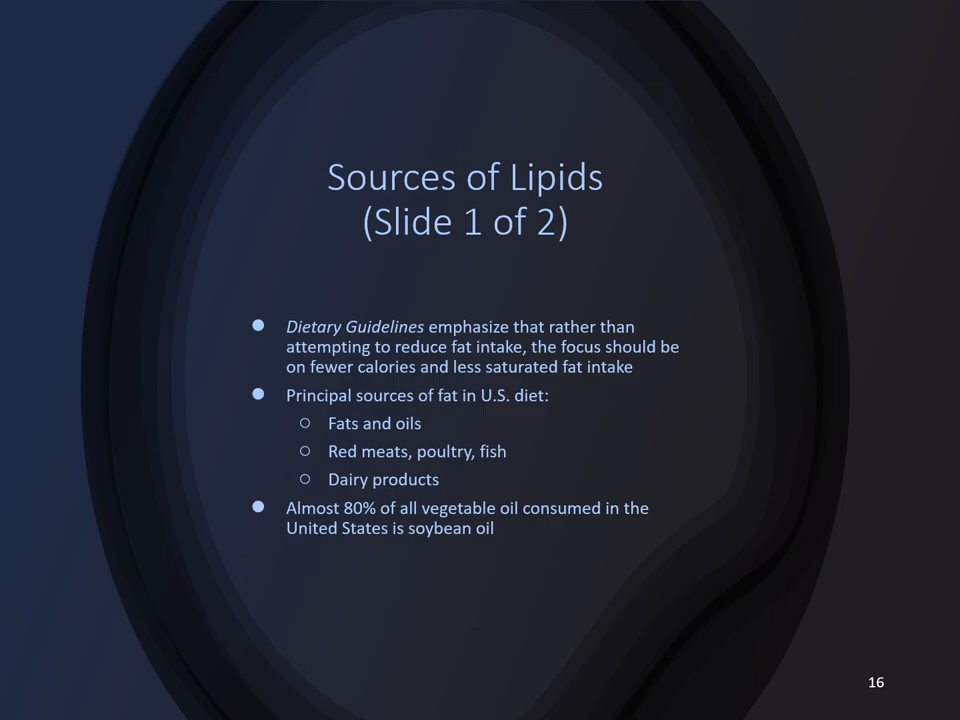 Sources of Lipids
(Slide 1 of 2)
● Dietary Guidelines emphasize that rather than
attempting to reduce fat intake, the focus should be
on fewer calories and less saturated fat intake
● Principal sources of fat in U.S. diet:
○ Fats and oils
○ Red meats, poultry, fish
○ Dairy products
● Almost 80% of all vegetable oil consumed in the
United States is soybean oil
16